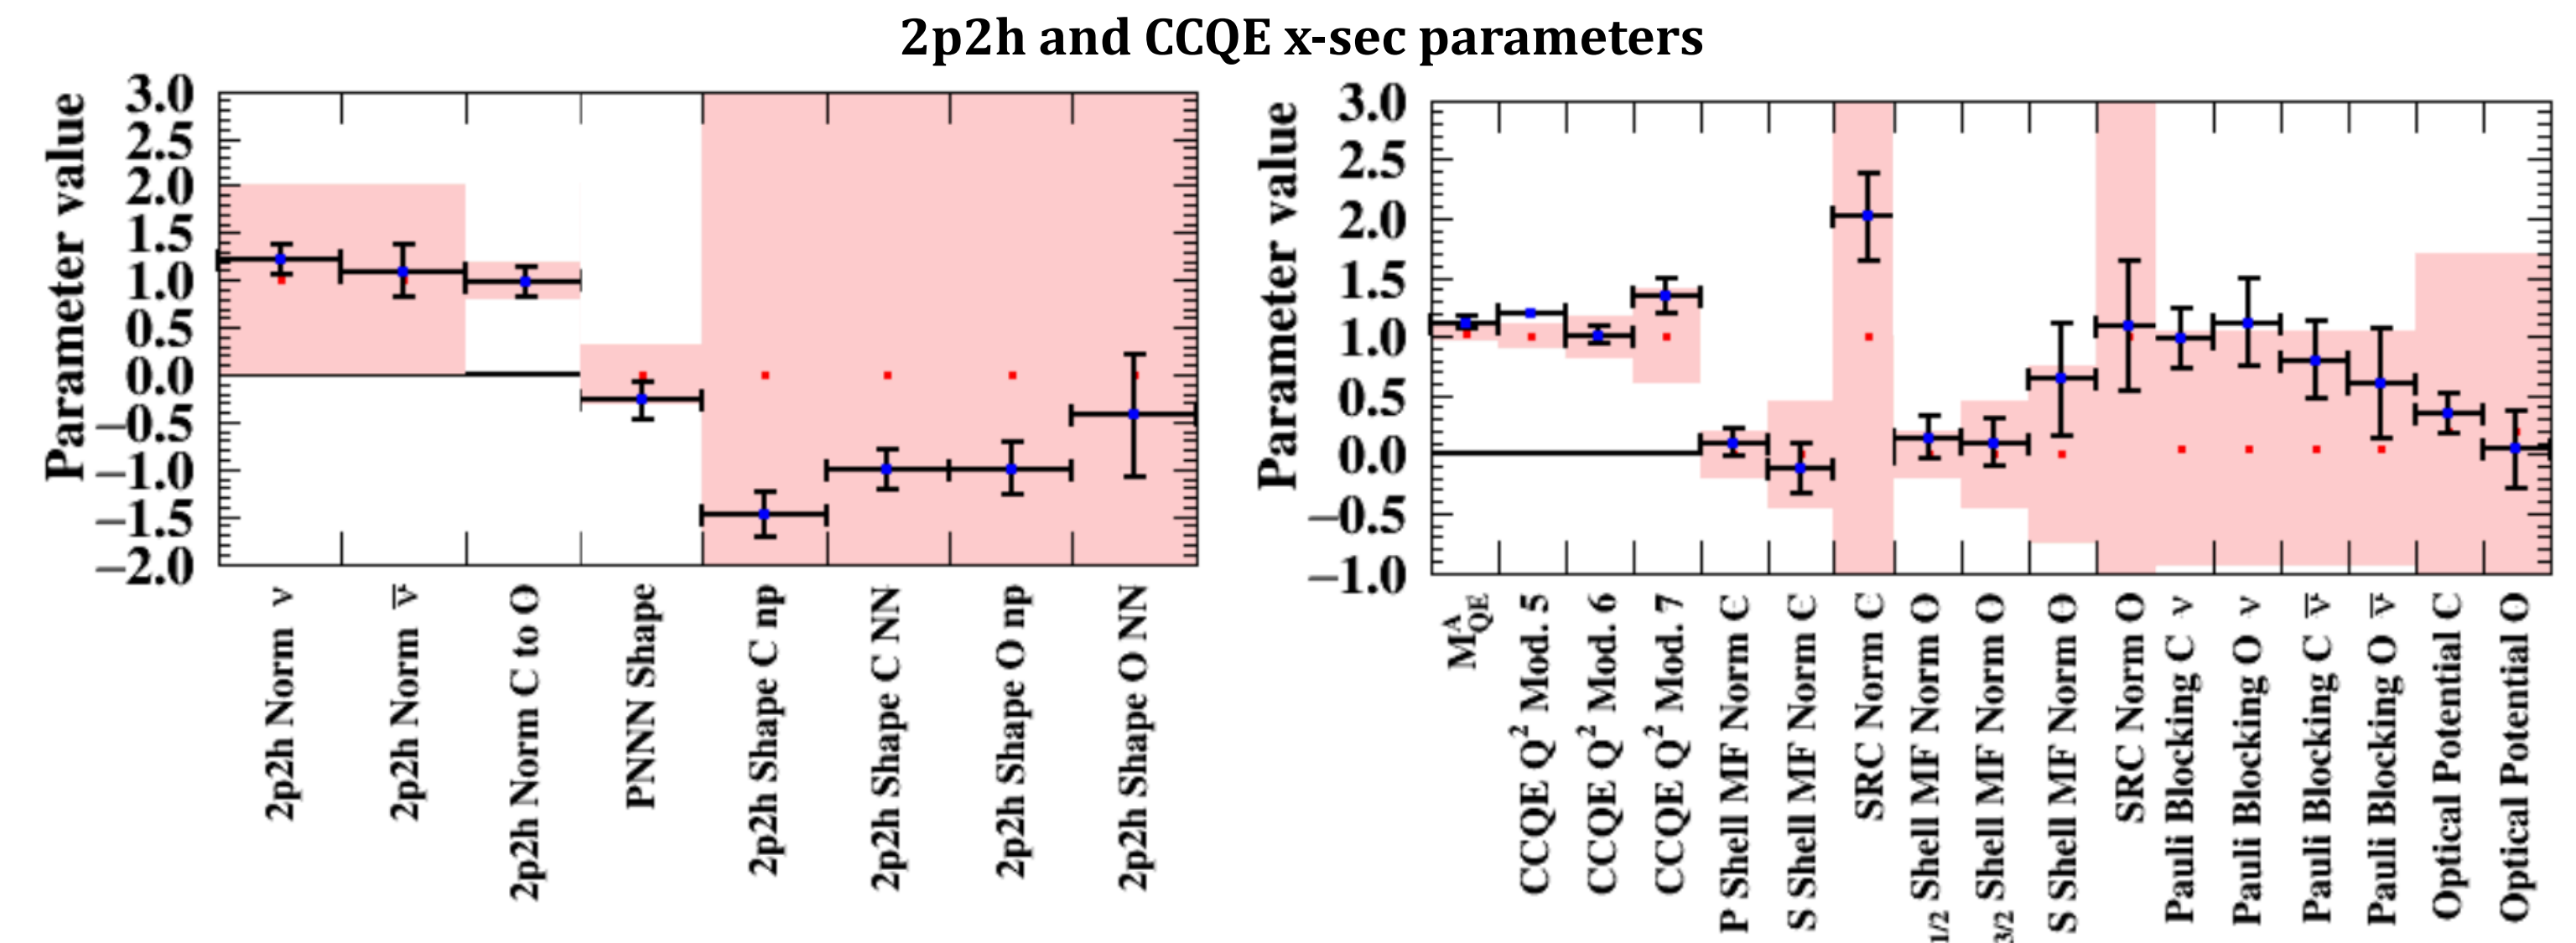 2p2h and CCQE x-sec parameters
Parameter value
3.0
2.5
2.0
1.5
1.0
0.5
0.0
−0.5
−1.0
−1.5
−2.0
2p2h Norm ν
2p2h Norm ν̅
2p2h Norm C to O
PNNN Shape
2p2h Shape C np
2p2h Shape C NN
2p2h Shape O np
2p2h Shape O NN
Parameter value
3.0
2.5
2.0
1.5
1.0
0.5
0.0
−0.5
−1.0
M^A_QE
CCQE Q² Mod. 5
CCQE Q² Mod. 6
CCQE Q² Mod. 7
P Shell MF Norm C
S Shell MF Norm C
SRC Norm C
1/2 Shell MF Norm O
3/2 Shell MF Norm O
S Shell MF Norm O
SRC Norm O
Pauli Blocking C ν
Pauli Blocking O ν
Pauli Blocking C ν̅
Pauli Blocking O ν̅
Optical Potential C
Optical Potential O